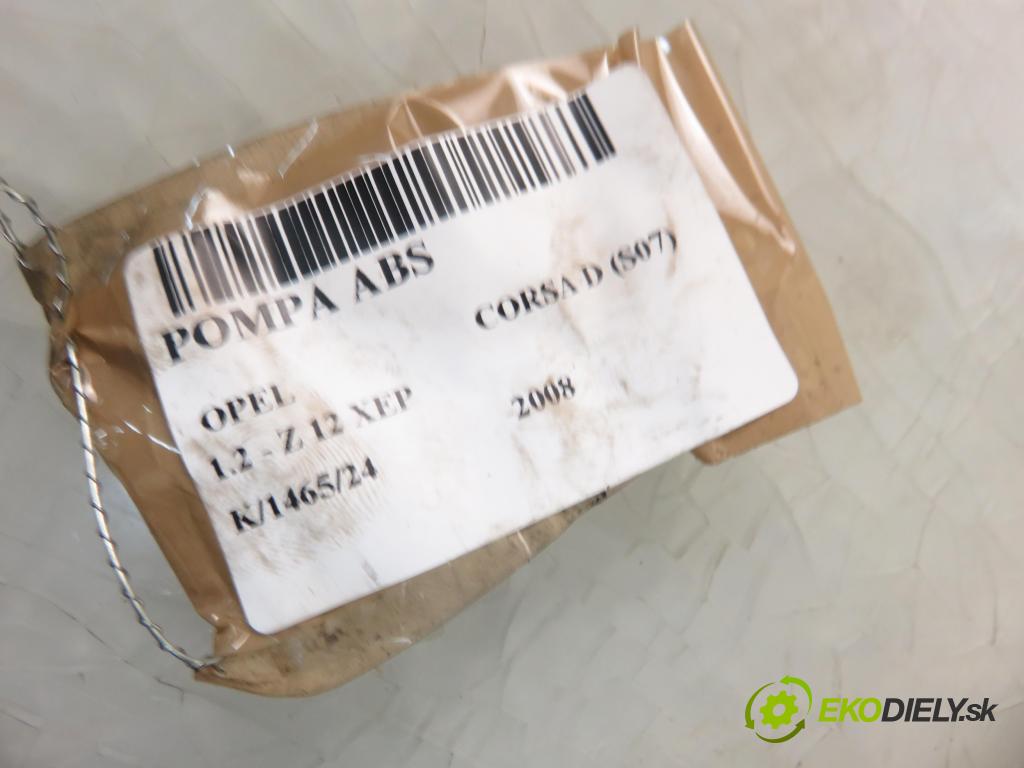 POMPA ABS
OPEL CORSA D (S07)
1.2 - Z 12 XEP 2008
K/1465/24
EKODIELY.sk